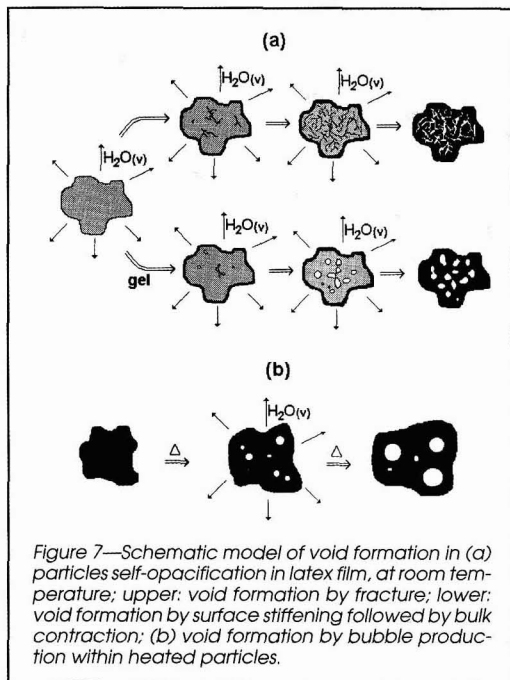 (a)
H2O(v)
H2O(v)
H2O(v)
gel
H2O(v)
H2O(v)
(b)
H2O(v)
Δ
Δ
Figure 7—Schematic model of void formation in (a)
particles self-opacification in latex film, at room tem-
perature; upper: void formation by fracture; lower:
void formation by surface stiffening followed by bulk
contraction; (b) void formation by bubble produc-
tion within heated particles.